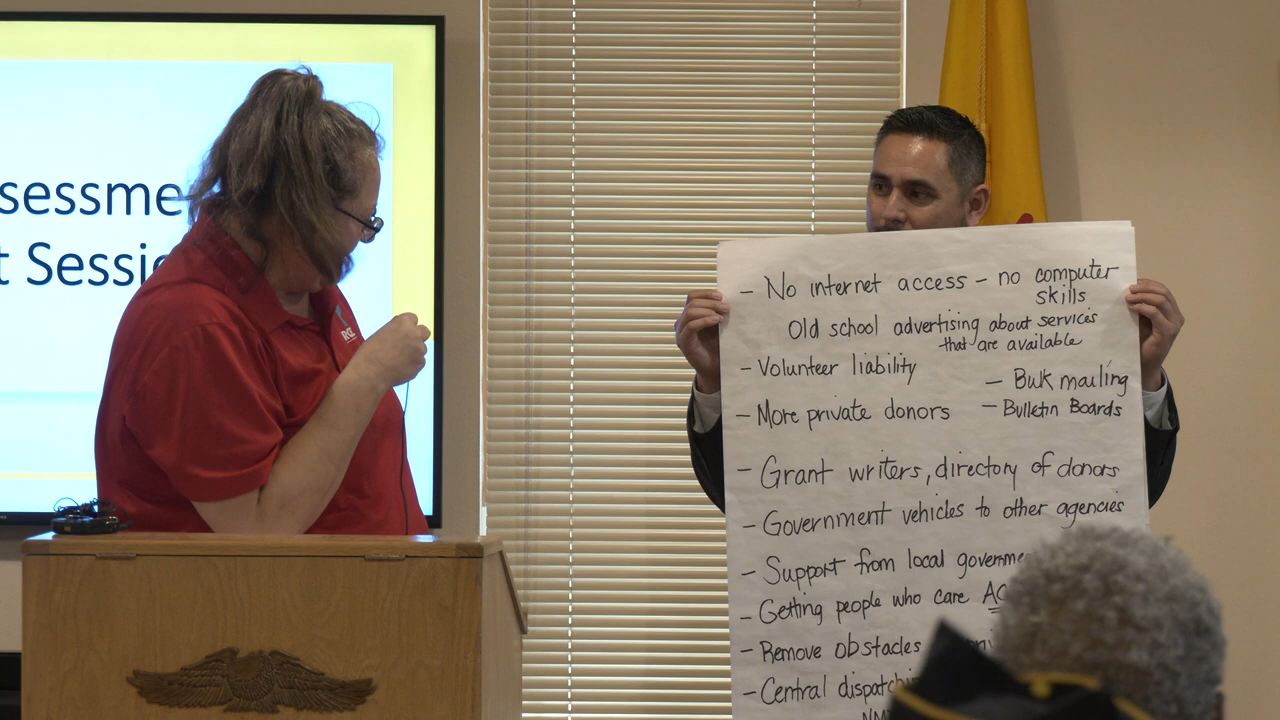 sessme
t Sessi
RCI
- No internet access - no computer
skills
Old school advertising about services
that are available
- Volunteer liability
- Bulk mailing
- More private donors
- Bulletin Boards
- Grant writers, directory of donors
- Government vehicles to other agencies
- Support from local governme
- Getting people who care
- Remove obstacles
- Central dispatchi